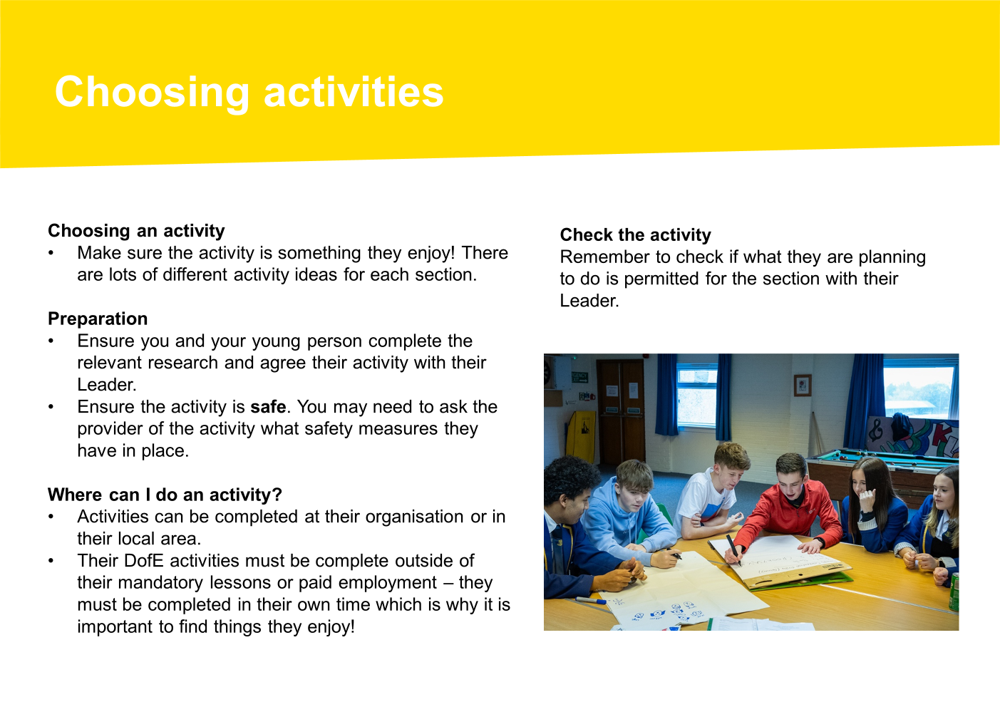 Choosing activities
Choosing an activity
• Make sure the activity is something they enjoy! There
are lots of different activity ideas for each section.
Preparation
• Ensure you and your young person complete the
relevant research and agree their activity with their
Leader.
• Ensure the activity is safe. You may need to ask the
provider of the activity what safety measures they
have in place.
Where can I do an activity?
• Activities can be completed at their organisation or in
their local area.
• Their DofE activities must be complete outside of
their mandatory lessons or paid employment – they
must be completed in their own time which is why it is
important to find things they enjoy!
Check the activity
Remember to check if what they are planning
to do is permitted for the section with their
Leader.